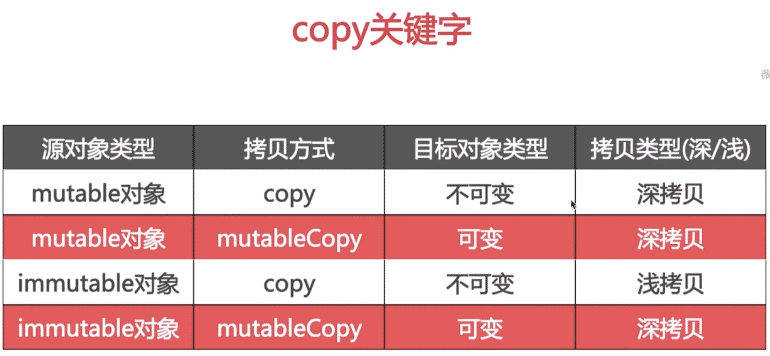 copy关键字
源对象类型 拷贝方式 目标对象类型 拷贝类型(深/浅)
mutable对象 copy 不可变 深拷贝
mutable对象 mutableCopy 可变 深拷贝
immutable对象 copy 不可变 浅拷贝
immutable对象 mutableCopy 可变 深拷贝